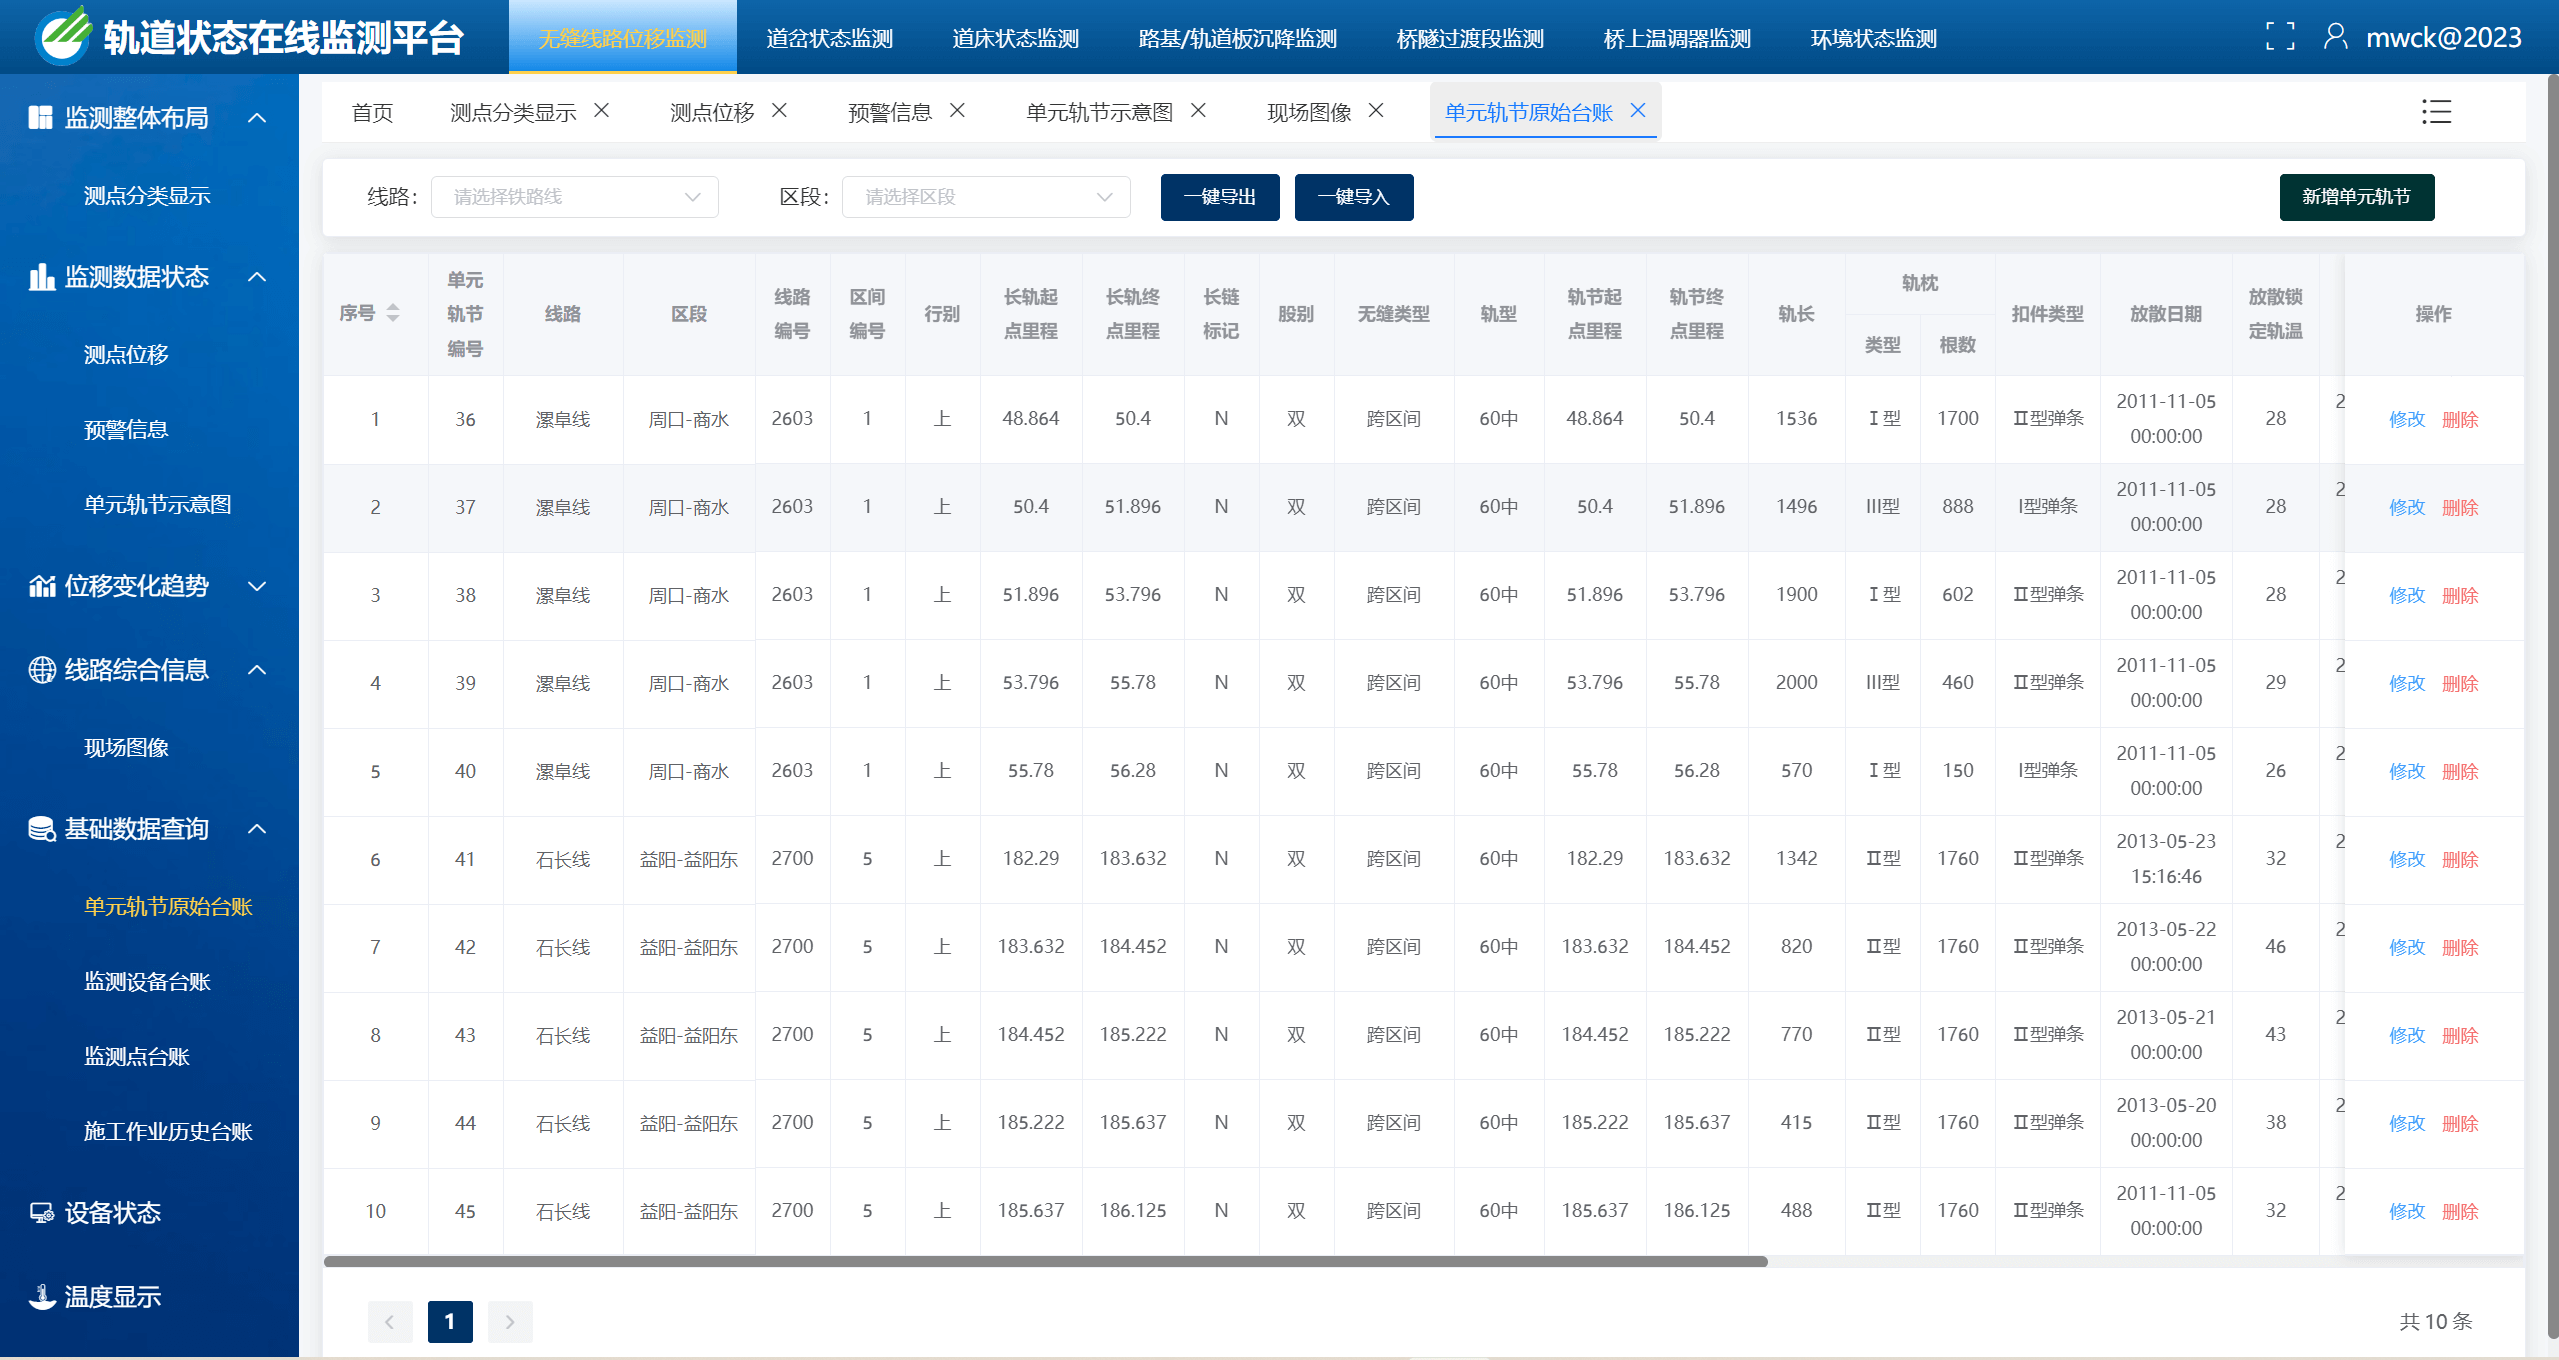 轨道状态在线监测平台
无缝线路位移监测 道岔状态监测 道床状态监测 路基/轨道板沉降监测 桥隧过渡段监测 桥上温调器监测 环境状态监测 mwck@2023
监测整体布局
测点分类显示
监测数据状态
测点位移
预警信息
单元轨节示意图
位移变化趋势
线路综合信息
现场图像
基础数据查询
单元轨节原始台账
监测设备台账
监测点台账
施工作业历史台账
设备状态
温度显示
首页 测点分类显示 测点位移 预警信息 单元轨节示意图 现场图像 单元轨节原始台账
线路: 请选择铁路线 区段: 请选择区段 一键导出 一键导入 新增单元轨节
序号 单元轨节编号 线路 区段 线路编号 区间编号 行别 长轨起点里程 长轨终点里程 长链标记 股别 无缝类型 轨型 轨节起点里程 轨节终点里程 轨长 轨枕 类型 根数 扣件类型 放散日期 放散锁定轨温 操作
1 36 漯阜线 周口-商水 2603 1 上 48.864 50.4 N 双 跨区间 60中 48.864 50.4 1536 Ⅰ型 1700 Ⅱ型弹条 2011-11-05 00:00:00 28 2 修改 删除
2 37 漯阜线 周口-商水 2603 1 上 50.4 51.896 N 双 跨区间 60中 50.4 51.896 1496 III型 888 I型弹条 2011-11-05 00:00:00 28 2 修改 删除
3 38 漯阜线 周口-商水 2603 1 上 51.896 53.796 N 双 跨区间 60中 51.896 53.796 1900 Ⅰ型 602 Ⅱ型弹条 2011-11-05 00:00:00 28 2 修改 删除
4 39 漯阜线 周口-商水 2603 1 上 53.796 55.78 N 双 跨区间 60中 53.796 55.78 2000 III型 460 Ⅱ型弹条 2011-11-05 00:00:00 29 2 修改 删除
5 40 漯阜线 周口-商水 2603 1 上 55.78 56.28 N 双 跨区间 60中 55.78 56.28 570 Ⅰ型 150 I型弹条 2011-11-05 00:00:00 26 2 修改 删除
6 41 石长线 益阳-益阳东 2700 5 上 182.29 183.632 N 双 跨区间 60中 182.29 183.632 1342 Ⅱ型 1760 Ⅱ型弹条 2013-05-23 15:16:46 32 2 修改 删除
7 42 石长线 益阳-益阳东 2700 5 上 183.632 184.452 N 双 跨区间 60中 183.632 184.452 820 Ⅱ型 1760 Ⅱ型弹条 2013-05-22 00:00:00 46 2 修改 删除
8 43 石长线 益阳-益阳东 2700 5 上 184.452 185.222 N 双 跨区间 60中 184.452 185.222 770 Ⅱ型 1760 Ⅱ型弹条 2013-05-21 00:00:00 43 2 修改 删除
9 44 石长线 益阳-益阳东 2700 5 上 185.222 185.637 N 双 跨区间 60中 185.222 185.637 415 Ⅱ型 1760 Ⅱ型弹条 2013-05-20 00:00:00 38 2 修改 删除
10 45 石长线 益阳-益阳东 2700 5 上 185.637 186.125 N 双 跨区间 60中 185.637 186.125 488 Ⅱ型 1760 Ⅱ型弹条 2011-11-05 00:00:00 32 2 修改 删除
1 共 10 条